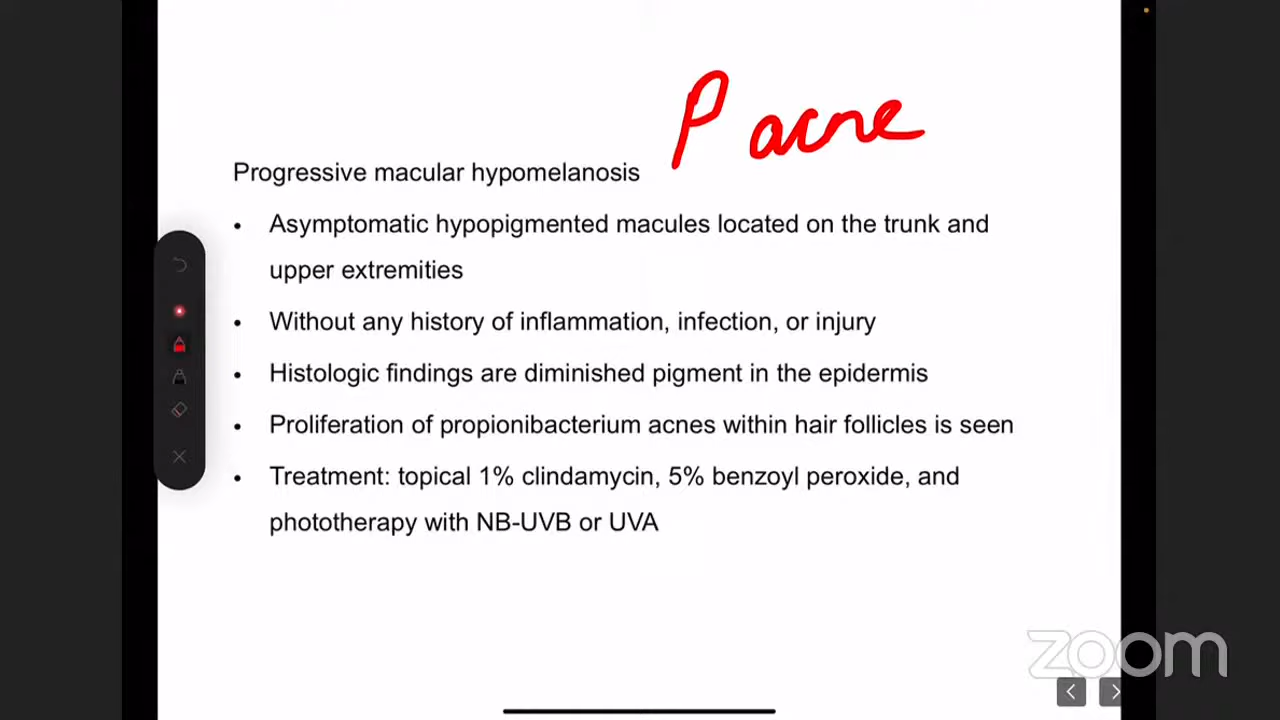 P acne
Progressive macular hypomelanosis
• Asymptomatic hypopigmented macules located on the trunk and
upper extremities
• Without any history of inflammation, infection, or injury
• Histologic findings are diminished pigment in the epidermis
• Proliferation of propionibacterium acnes within hair follicles is seen
• Treatment: topical 1% clindamycin, 5% benzoyl peroxide, and
phototherapy with NB-UVB or UVA
zoom